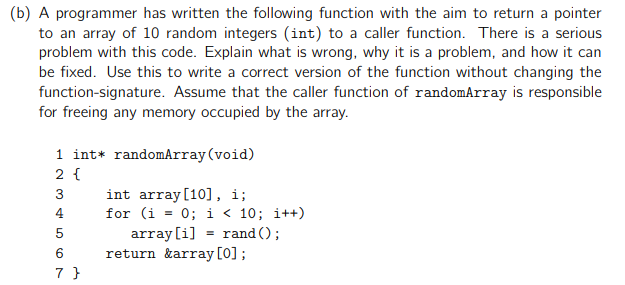 (b) A programmer has written the following function with the aim to return a pointer
to an array of 10 random integers (int) to a caller function. There is a serious
problem with this code. Explain what is wrong, why it is a problem, and how it can
be fixed. Use this to write a correct version of the function without changing the
function-signature. Assume that the caller function of randomArray is responsible
for freeing any memory occupied by the array.
1 int* randomArray(void)
2 {
3     int array[10], i;
4     for (i = 0; i < 10; i++)
5         array[i] = rand();
6     return &array[0];
7 }